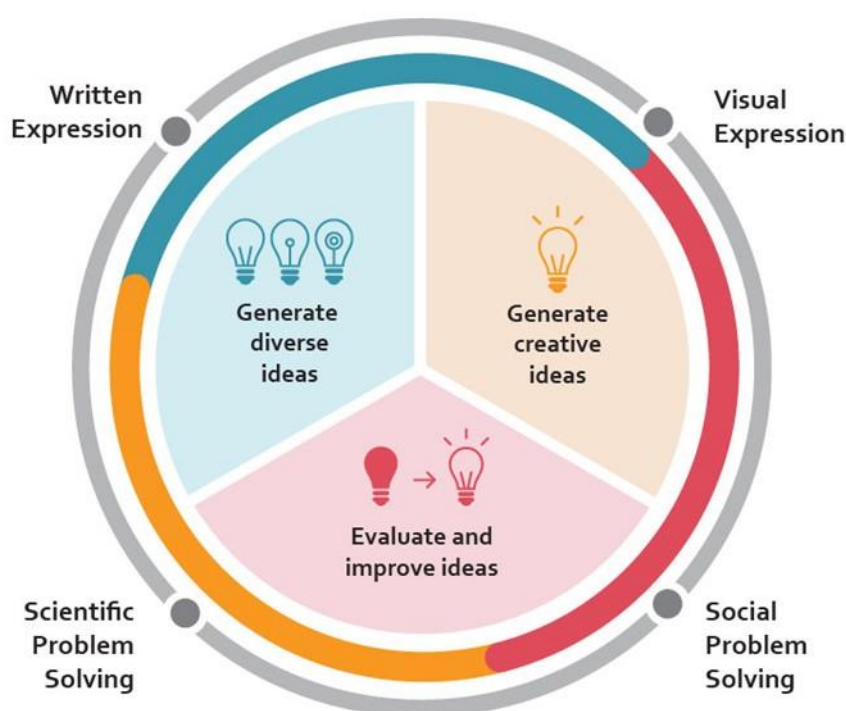 Written
Expression
Visual
Expression
Generate
diverse
ideas
Generate
creative
ideas
Evaluate and
improve ideas
Scientific
Problem
Solving
Social
Problem
Solving